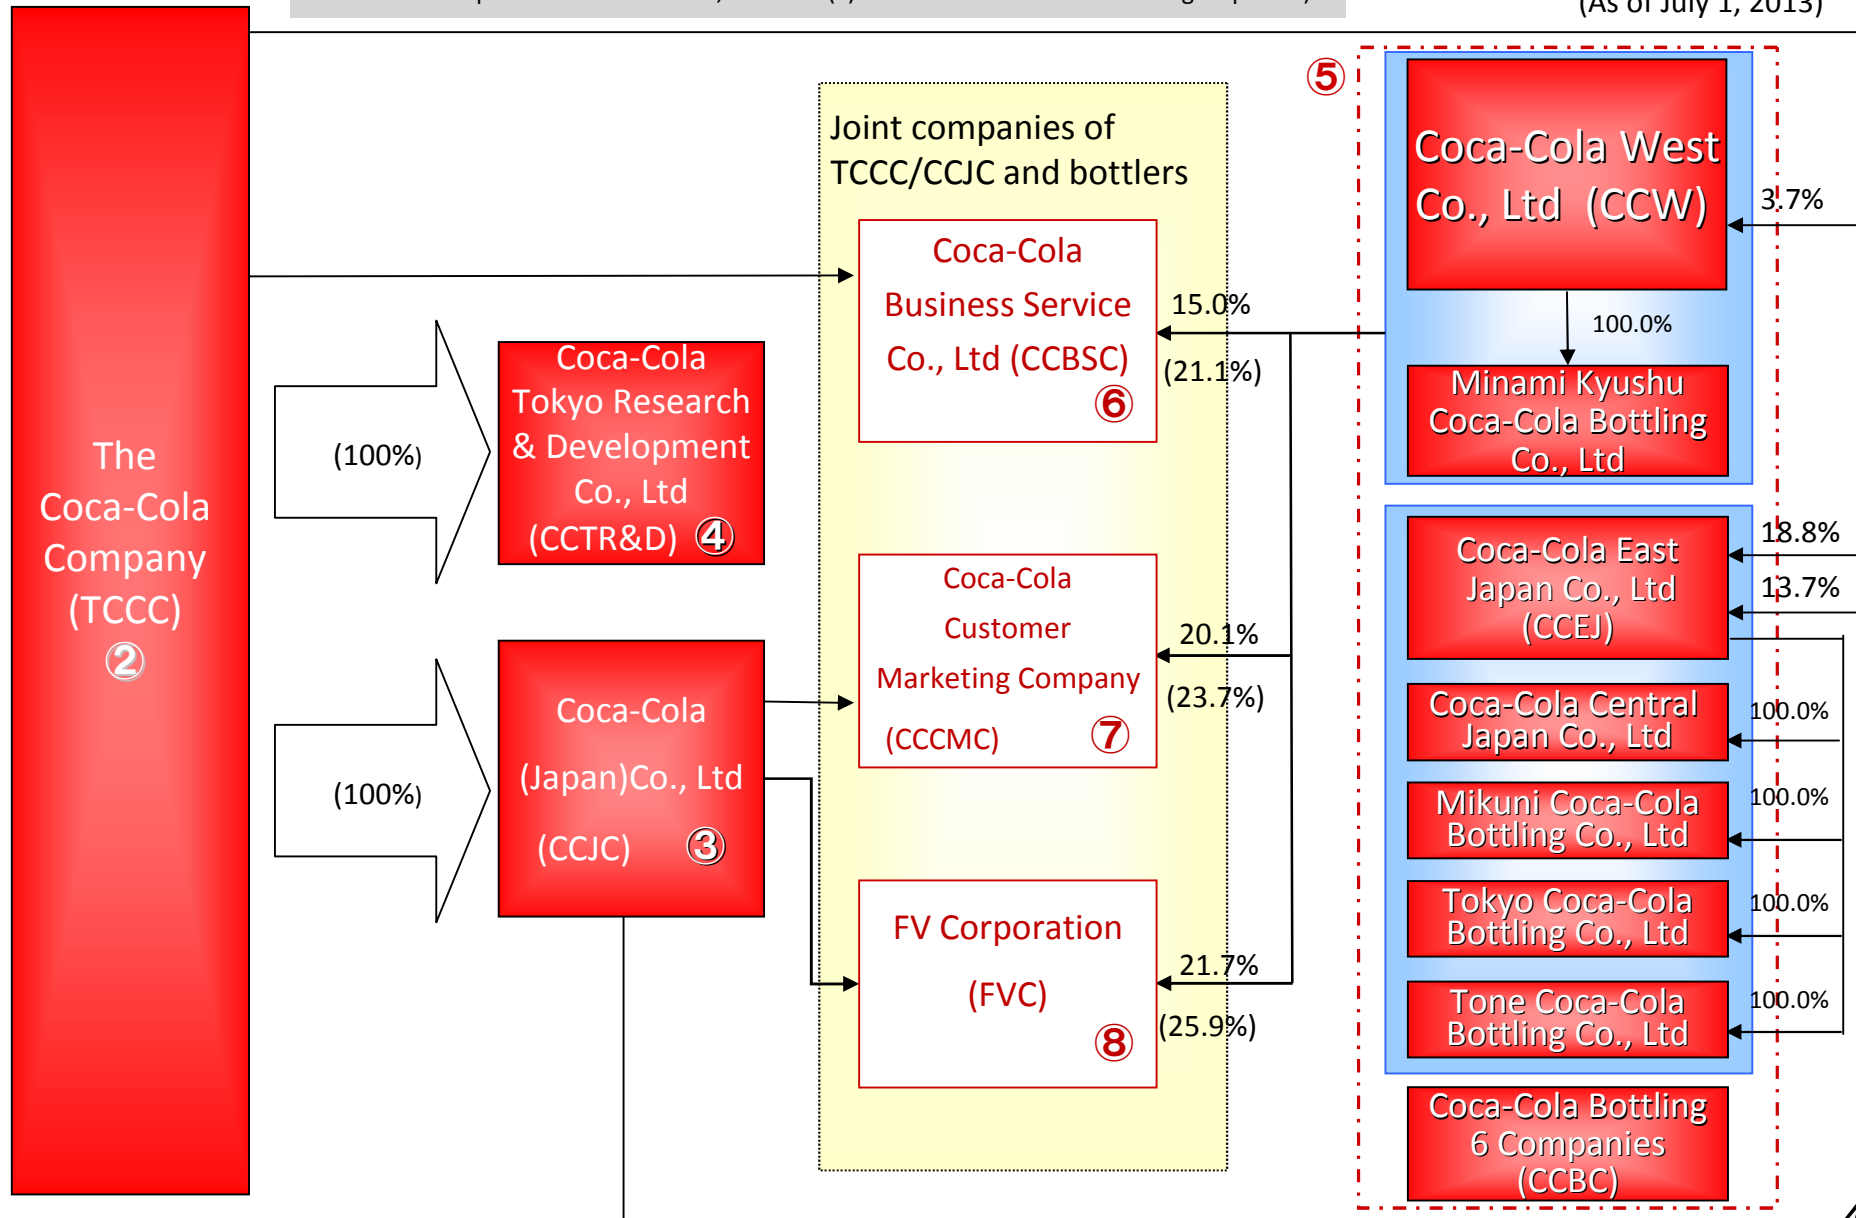 (As of July 1, 2013)
The
Coca-Cola
Company
(TCCC)
②
(100%)
(100%)
Coca-Cola
Tokyo Research
& Development
Co., Ltd
(CCTR&D) ④
Coca-Cola
(Japan)Co., Ltd
(CCJC) ③
Joint companies of
TCCC/CCJC and bottlers
Coca-Cola
Business Service
Co., Ltd (CCBSC)
⑥
15.0%
(21.1%)
Coca-Cola
Customer
Marketing Company
(CCCMC) ⑦
20.1%
(23.7%)
FV Corporation
(FVC)
⑧
21.7%
(25.9%)
⑤
Coca-Cola West
Co., Ltd (CCW)
3.7%
100.0%
Minami Kyushu
Coca-Cola Bottling
Co., Ltd
Coca-Cola East
Japan Co., Ltd
(CCEJ)
18.8%
13.7%
Coca-Cola Central
Japan Co., Ltd
100.0%
Mikuni Coca-Cola
Bottling Co., Ltd
100.0%
Tokyo Coca-Cola
Bottling Co., Ltd
100.0%
Tone Coca-Cola
Bottling Co., Ltd
100.0%
Coca-Cola Bottling
6 Companies
(CCBC)